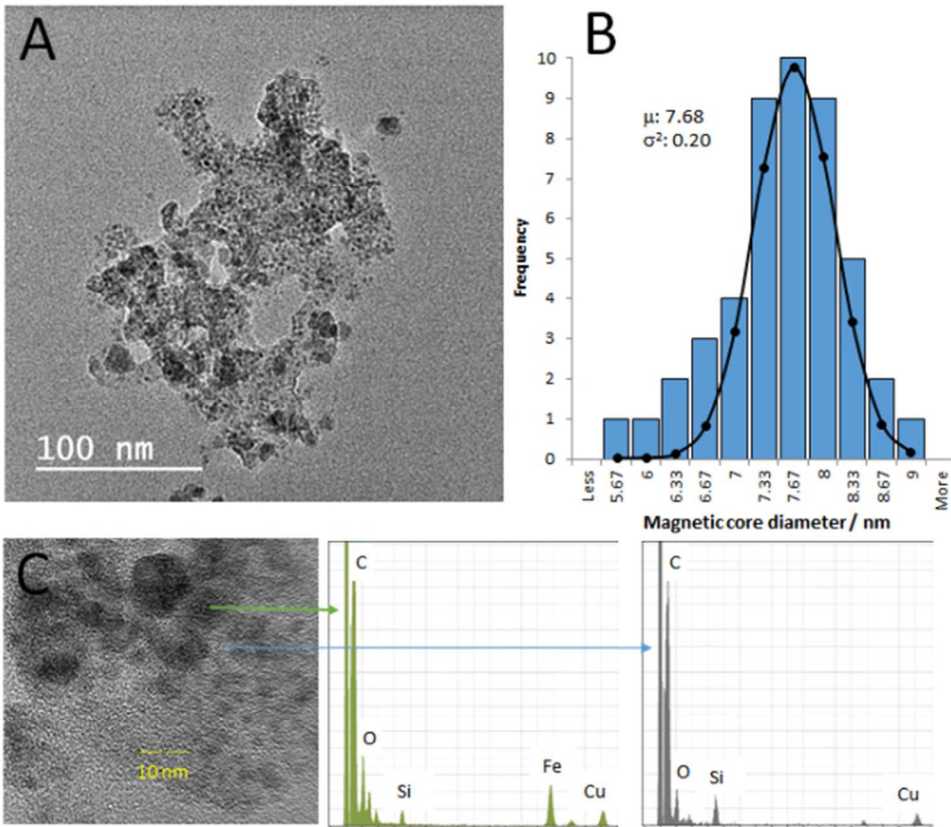 A
100 nm
B
μ: 7.68
σ²: 0.20
Frequency
10
9
8
7
6
5
4
3
2
1
0
Less
5.67
6
6.33
6.67
7
7.33
7.67
8
8.33
8.67
9
More
Magnetic core diameter / nm
C
10 nm
C
O
Si
Fe
Cu
C
O
Si
Cu